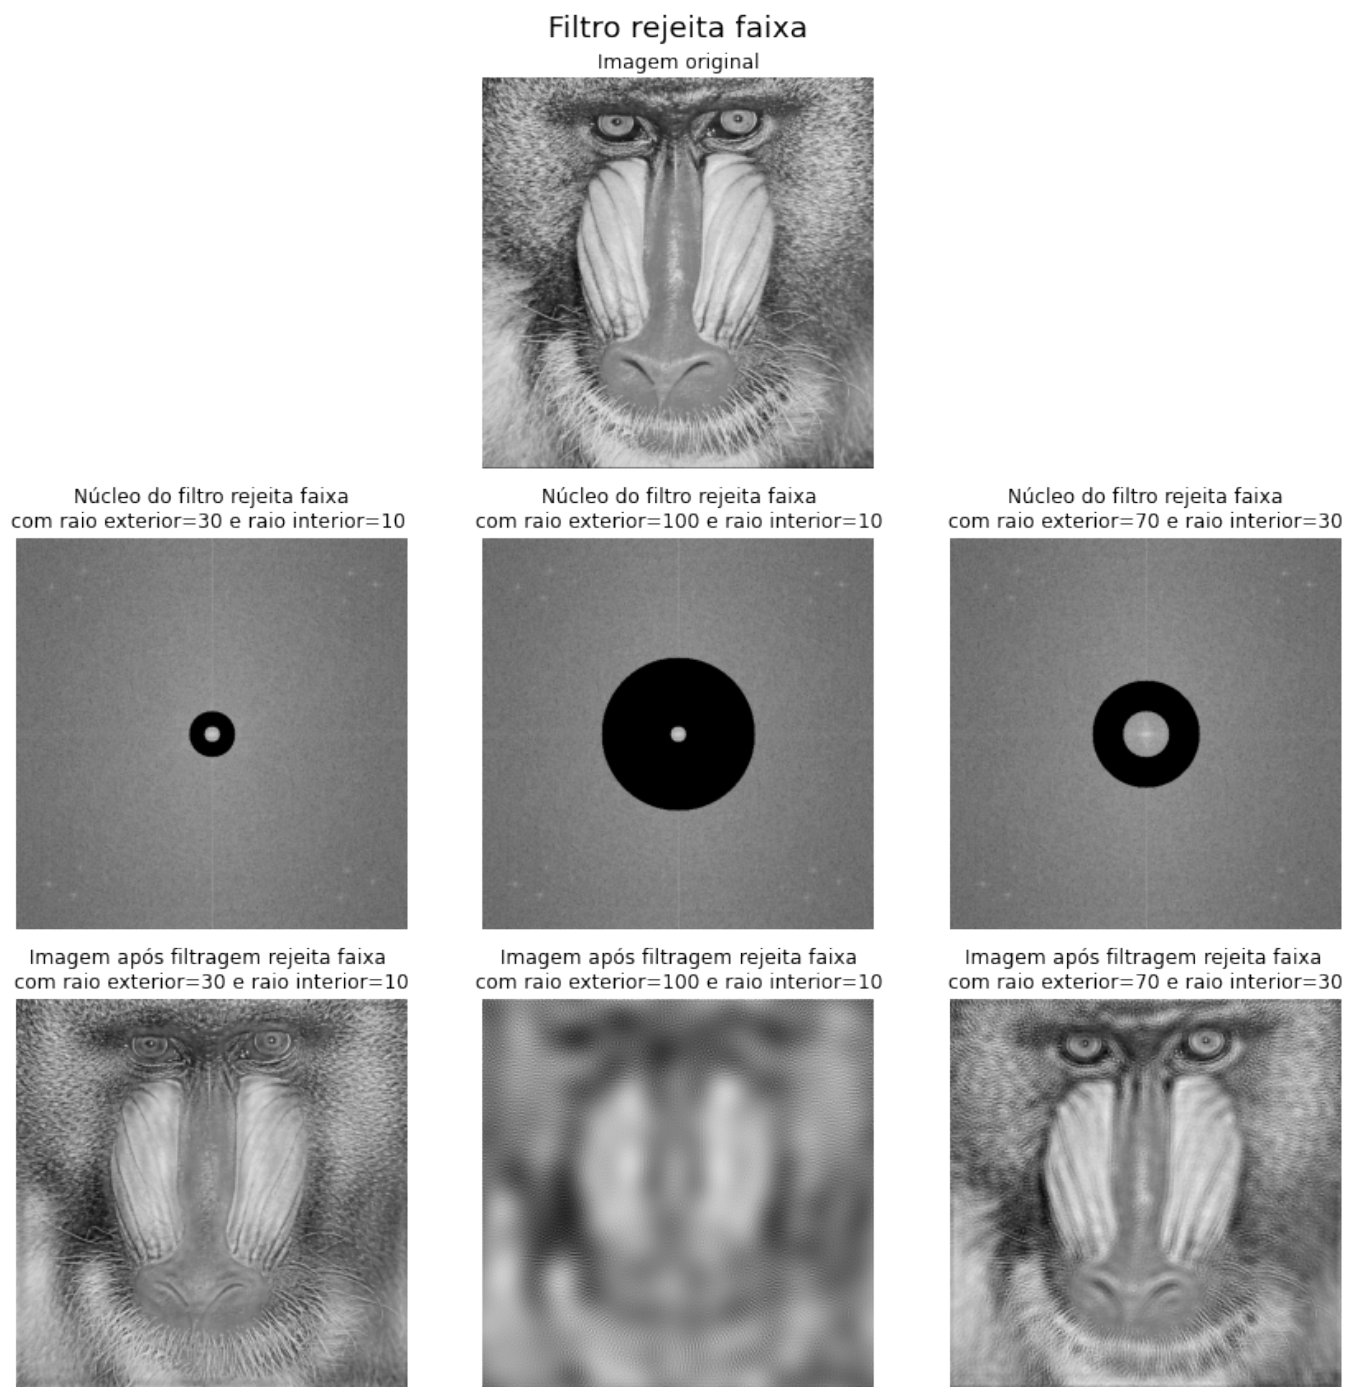 Filtro rejeita faixa
Imagem original
Núcleo do filtro rejeita faixa
com raio exterior=30 e raio interior=10
Núcleo do filtro rejeita faixa
com raio exterior=100 e raio interior=10
Núcleo do filtro rejeita faixa
com raio exterior=70 e raio interior=30
Imagem após filtragem rejeita faixa
com raio exterior=30 e raio interior=10
Imagem após filtragem rejeita faixa
com raio exterior=100 e raio interior=10
Imagem após filtragem rejeita faixa
com raio exterior=70 e raio interior=30